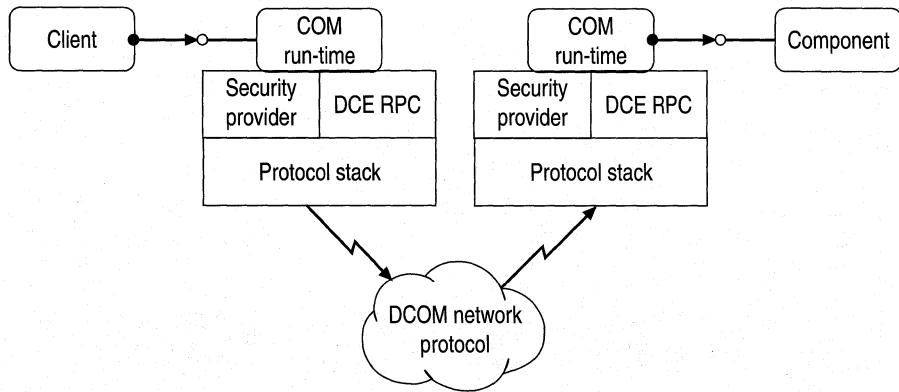 Client
COM
run-time
COM
run-time
Component
Security
provider
DCE RPC
Security
provider
DCE RPC
Protocol stack
Protocol stack
DCOM network
protocol